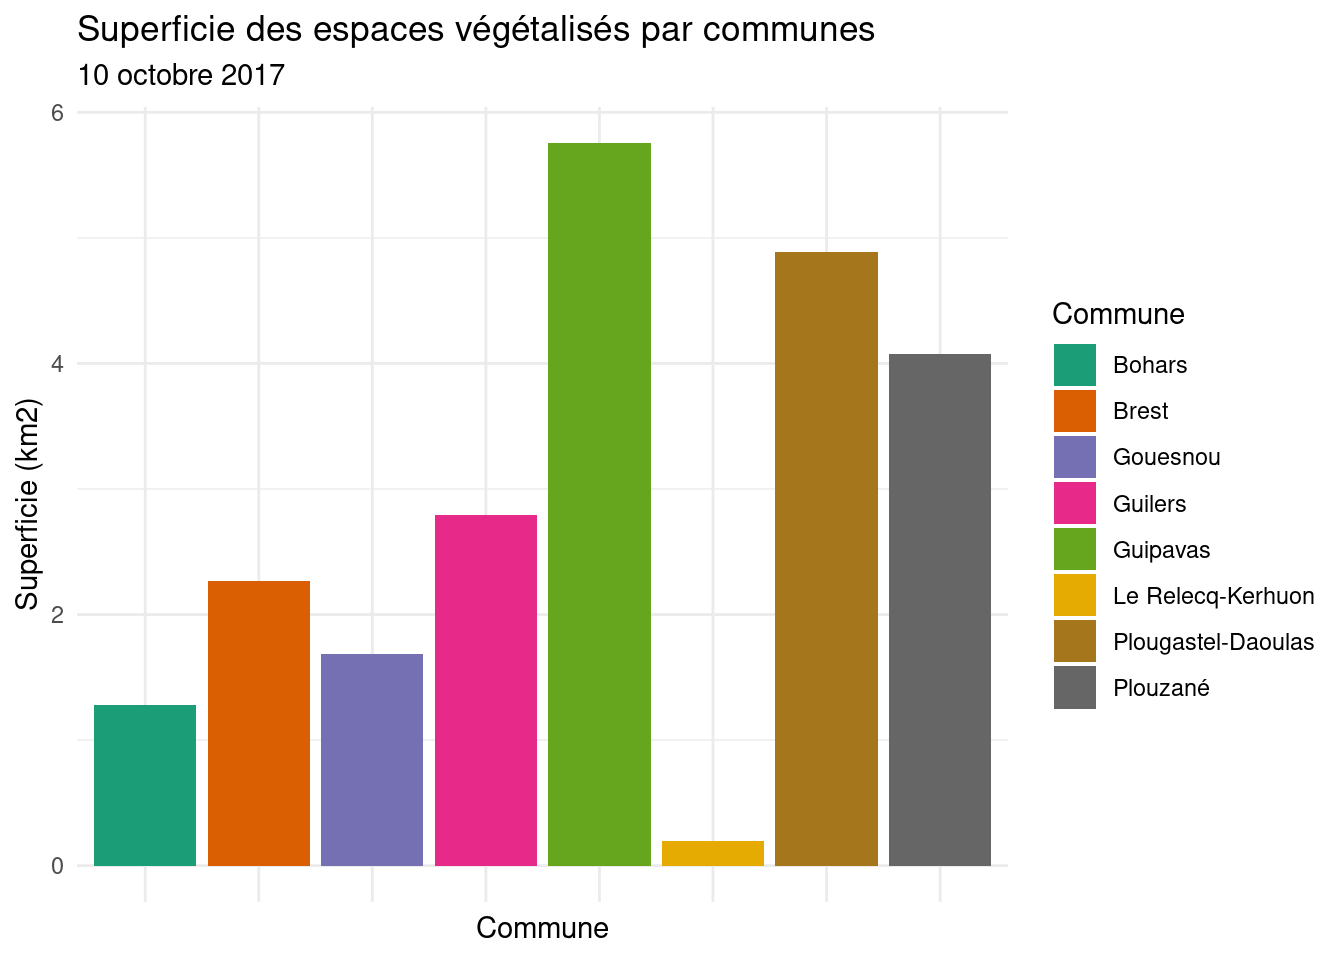 Superficie des espaces végétalisés par communes
10 octobre 2017
Superficie (km2)
6
4
2
0
Commune
Commune
Bohars
Brest
Gouesnou
Guilers
Guipavas
Le Relecq-Kerhuon
Plougastel-Daoulas
Plouzané